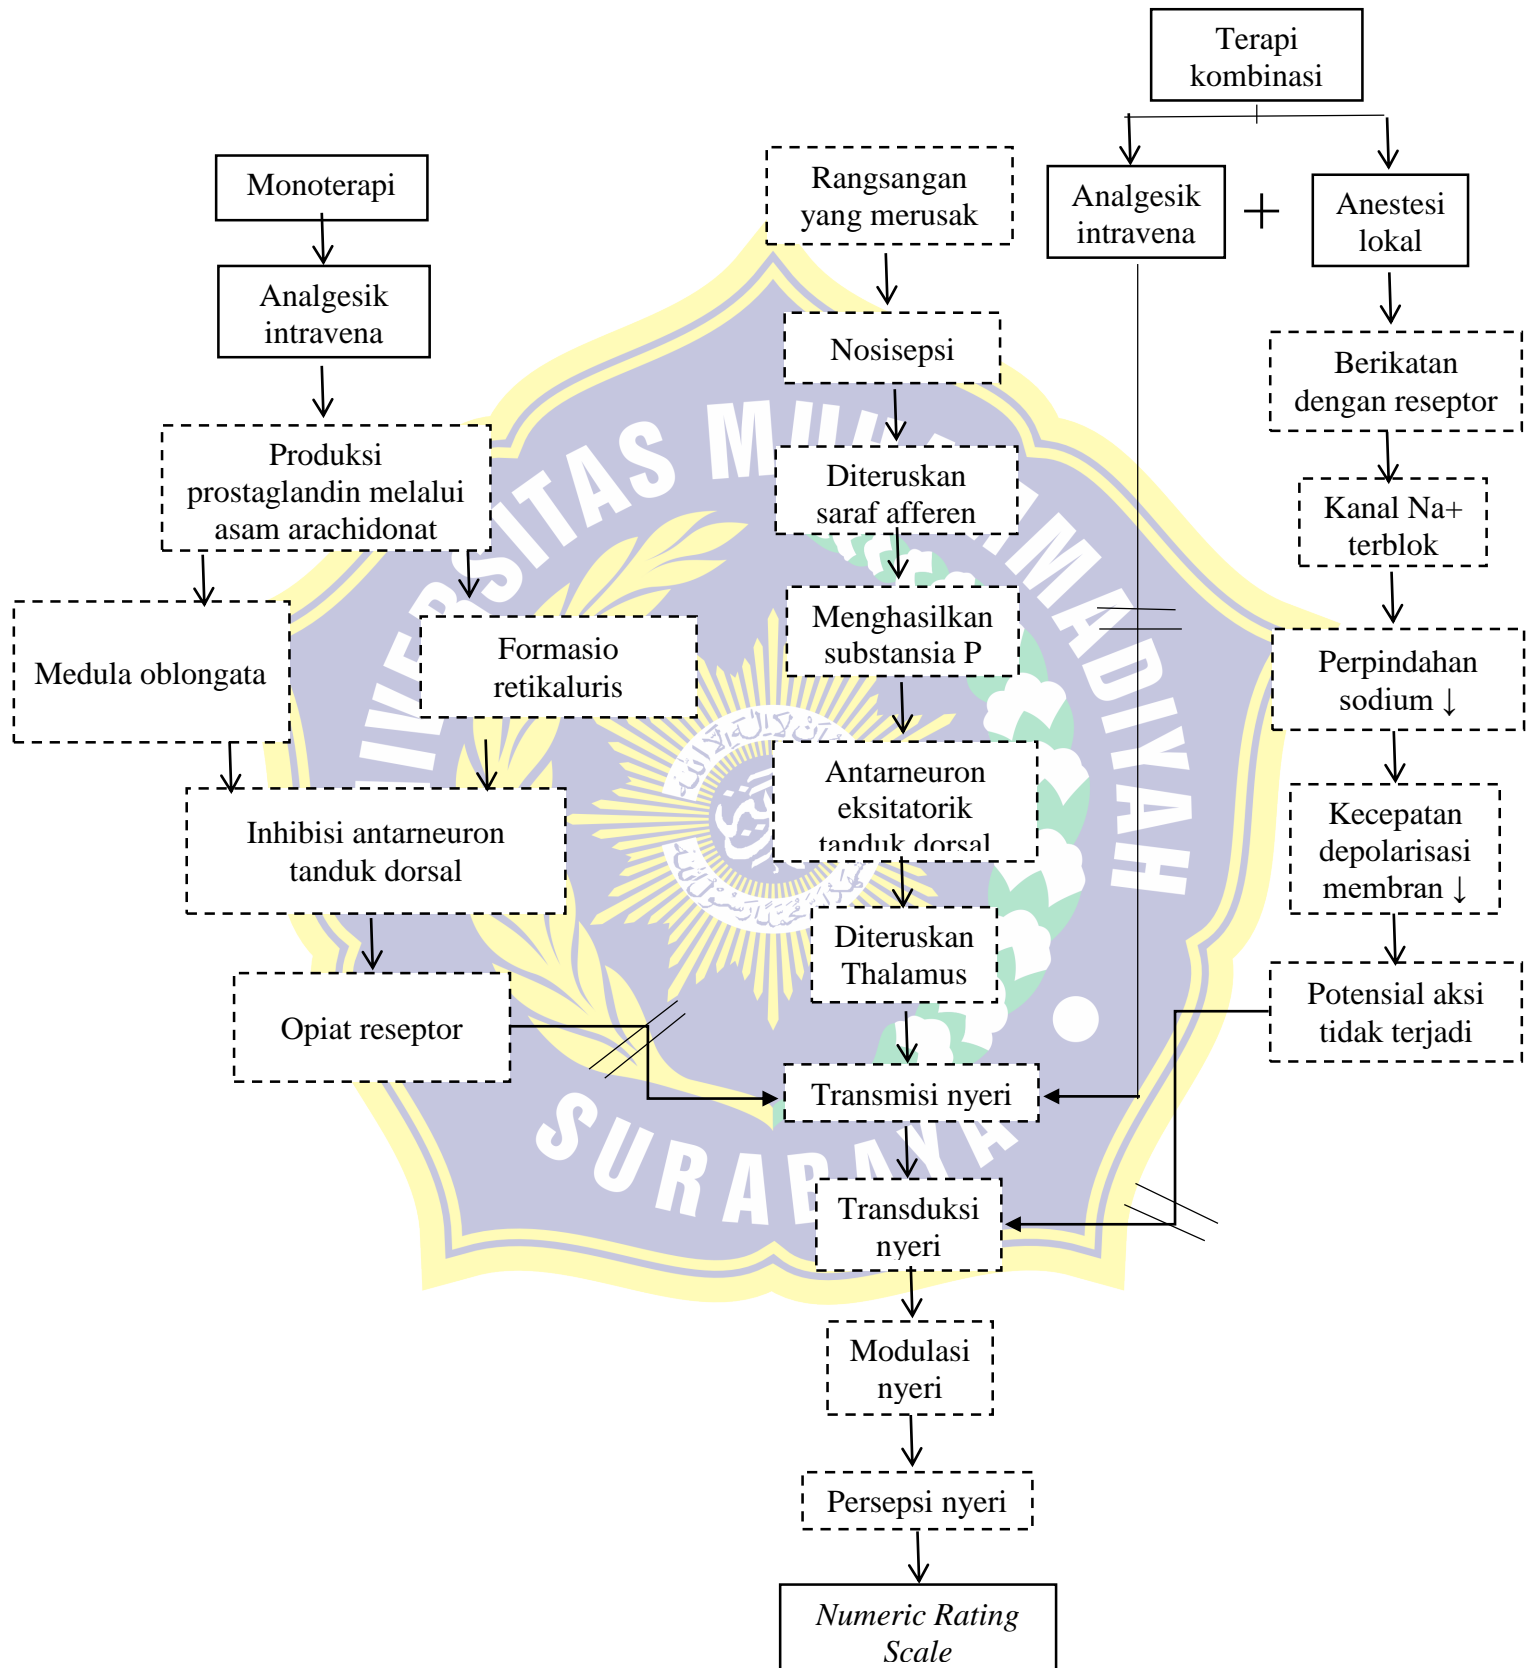 Terapi
kombinasi
Monoterapi
Rangsangan
yang merusak
Analgesik
intravena
+
Anestesi
lokal
Analgesik
intravena
Nosisepsi
Berikatan
dengan reseptor
Produksi
prostaglandin melalui
asam arachidonat
Diteruskan
saraf afferen
Kanal Na+
terblok
Medula oblongata
Formasio
retikaluris
Menghasilkan
substansia P
Perpindahan
sodium ↓
Inhibisi antarneuron
tanduk dorsal
Antarneuron
eksitatorik
tanduk dorsal
Kecepatan
depolarisasi
membran ↓
Opiat reseptor
Diteruskan
Thalamus
Potensial aksi
tidak terjadi
Transmisi nyeri
Transduksi
nyeri
Modulasi
nyeri
Persepsi nyeri
Numeric Rating
Scale
SURABAYA